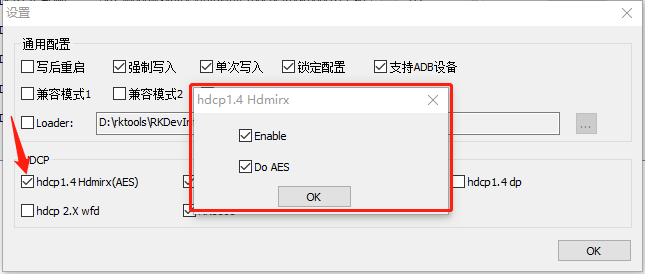 设置
通用配置
写后重启 强制写入 单次写入 锁定配置 支持ADB设备
兼容模式1 兼容模式2
hdcp1.4 Hdmirx
Loader: D:\rktools\RKDevIn ...
Enable
Do AES
OK
hdcp1.4 Hdmirx(AES) hdcp1.4 dp
hdcp 2.X wfd
OK